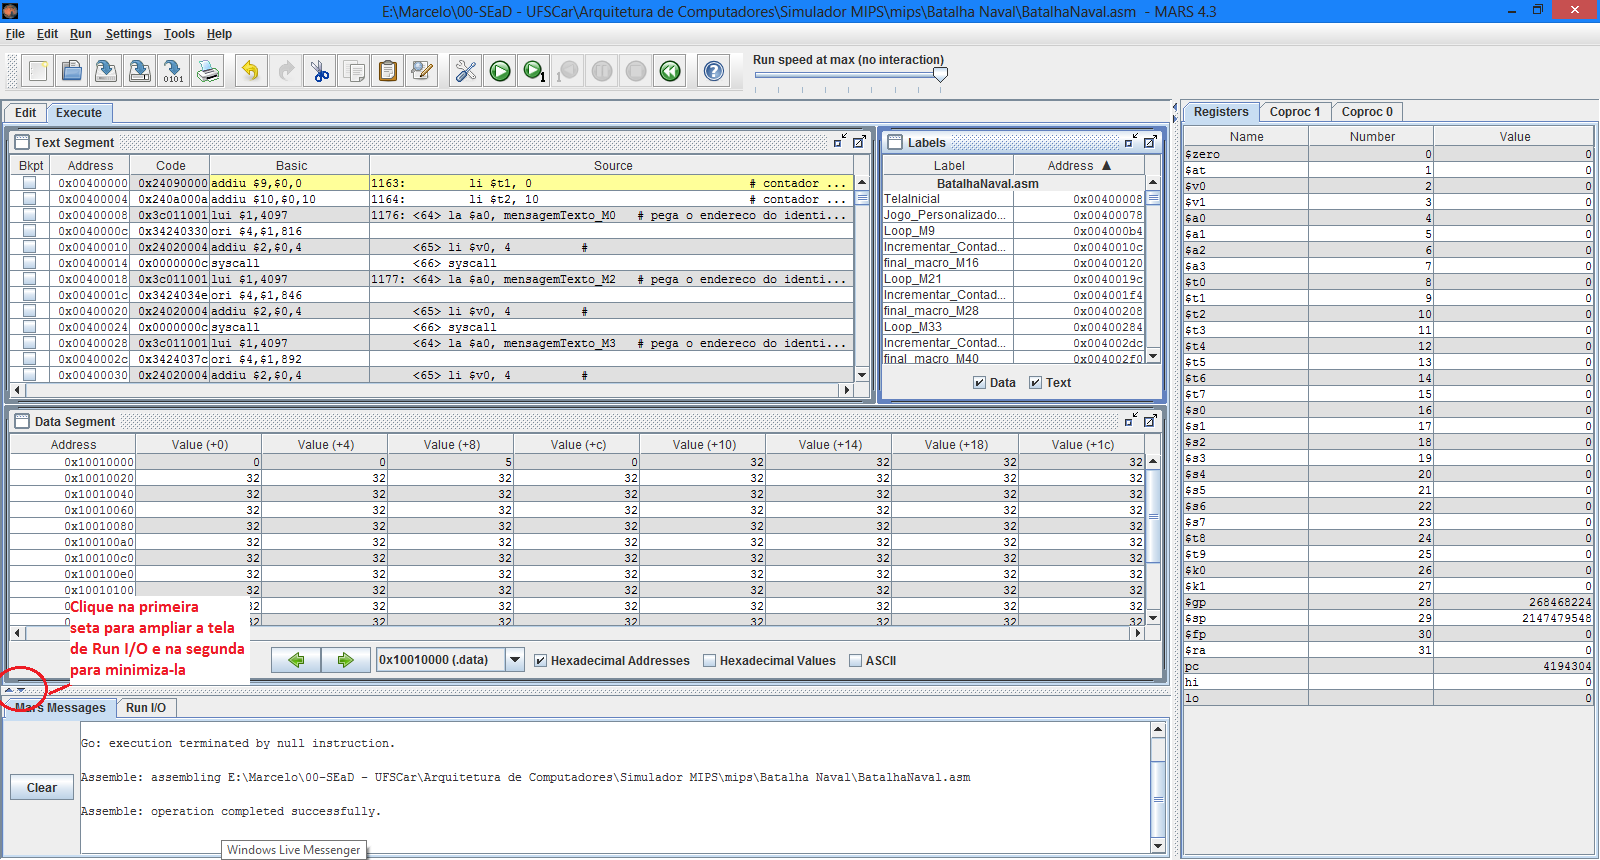 E:\Marcelo\00-SEaD - UFSCar\Arquitetura de Computadores\Simulador MIPS\mips\Batalha Naval\BatalhaNaval.asm - MARS 4.3
File Edit Run Settings Tools Help
Run speed at max (no interaction)
Edit Execute
Text Segment
Bkpt Address Code Basic Source
0x00400000 0x24090000 addiu $9,$0,0 1163: li $t1, 0 # contador ...
0x00400004 0x240a000a addiu $10,$0,10 1164: li $t2, 10 # contador ...
0x00400008 0x3c011001 lui $1,4097 1176: <64> la $a0, mensagemTexto_M0 # pega o endereco do identi...
0x0040000c 0x34240330 ori $4,$1,816
0x00400010 0x24020004 addiu $2,$0,4 <65> li $v0, 4 #
0x00400014 0x0000000c syscall <66> syscall
0x00400018 0x3c011001 lui $1,4097 1177: <64> la $a0, mensagemTexto_M2 # pega o endereco do identi...
0x0040001c 0x3424034e ori $4,$1,846
0x00400020 0x24020004 addiu $2,$0,4 <65> li $v0, 4 #
0x00400024 0x0000000c syscall <66> syscall
0x00400028 0x3c011001 lui $1,4097 <64> la $a0, mensagemTexto_M3 # pega o endereco do identi...
0x0040002c 0x3424037c ori $4,$1,892
0x00400030 0x24020004 addiu $2,$0,4 <65> li $v0, 4 #
Labels
Label Address ▲
BatalhaNaval.asm
TelaInicial 0x00400008
Jogo_Personalizado... 0x00400078
Loop_M9 0x004000b4
Incrementar_Contad... 0x0040010c
final_macro_M16 0x00400120
Loop_M21 0x0040019c
Incrementar_Contad... 0x004001f4
final_macro_M28 0x00400208
Loop_M33 0x00400284
Incrementar_Contad... 0x004002dc
final_macro_M40 0x004002f0
Data Text
Data Segment
Address Value (+0) Value (+4) Value (+8) Value (+c) Value (+10) Value (+14) Value (+18) Value (+1c)
0x10010000 0 0 5 0 32 32 32 32
0x10010020 32 32 32 32 32 32 32 32
0x10010040 32 32 32 32 32 32 32 32
0x10010060 32 32 32 32 32 32 32 32
0x10010080 32 32 32 32 32 32 32 32
0x100100a0 32 32 32 32 32 32 32 32
0x100100c0 32 32 32 32 32 32 32 32
0x100100e0 32 32 32 32 32 32 32 32
0x10010100 32 32 32 32 32 32 32 32
32 32 32 32 32 32 32 32
32 32 32 32 32 32 32 32
Clique na primeira
seta para ampliar a tela
de Run I/O e na segunda
para minimiza-la
0x10010000 (.data) Hexadecimal Addresses Hexadecimal Values ASCII
Mars Messages Run I/O
Clear
Go: execution terminated by null instruction.
Assemble: assembling E:\Marcelo\00-SEaD - UFSCar\Arquitetura de Computadores\Simulador MIPS\mips\Batalha Naval\BatalhaNaval.asm
Assemble: operation completed successfully.
Windows Live Messenger
Registers Coproc 1 Coproc 0
Name Number Value
$zero 0 0
$at 1 0
$v0 2 0
$v1 3 0
$a0 4 0
$a1 5 0
$a2 6 0
$a3 7 0
$t0 8 0
$t1 9 0
$t2 10 0
$t3 11 0
$t4 12 0
$t5 13 0
$t6 14 0
$t7 15 0
$s0 16 0
$s1 17 0
$s2 18 0
$s3 19 0
$s4 20 0
$s5 21 0
$s6 22 0
$s7 23 0
$t8 24 0
$t9 25 0
$k0 26 0
$k1 27 0
$gp 28 268468224
$sp 29 2147479548
$fp 30 0
$ra 31 0
pc 4194304
hi 0
lo 0